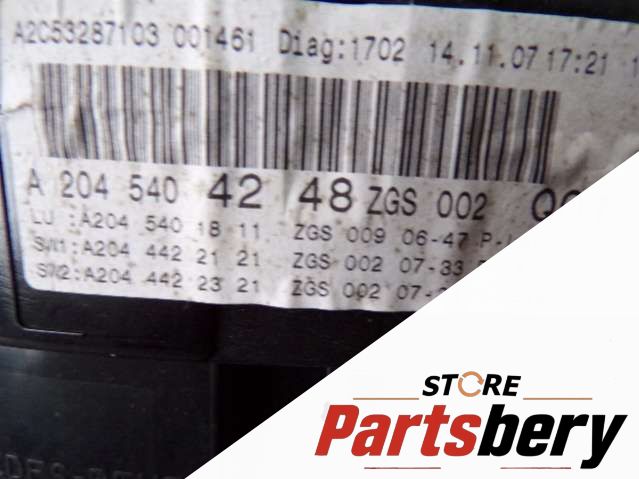 A2C53287103 001461 Diag:1702 14.11.07 17:21
A 204 540 42 48 ZGS 002
LU :A204 540 18 11 ZGS 009 06-47
SW1:A204 442 21 21 ZGS 002 07-33
SW2:A204 442 23 21 ZGS 002
STORE
Partsbery